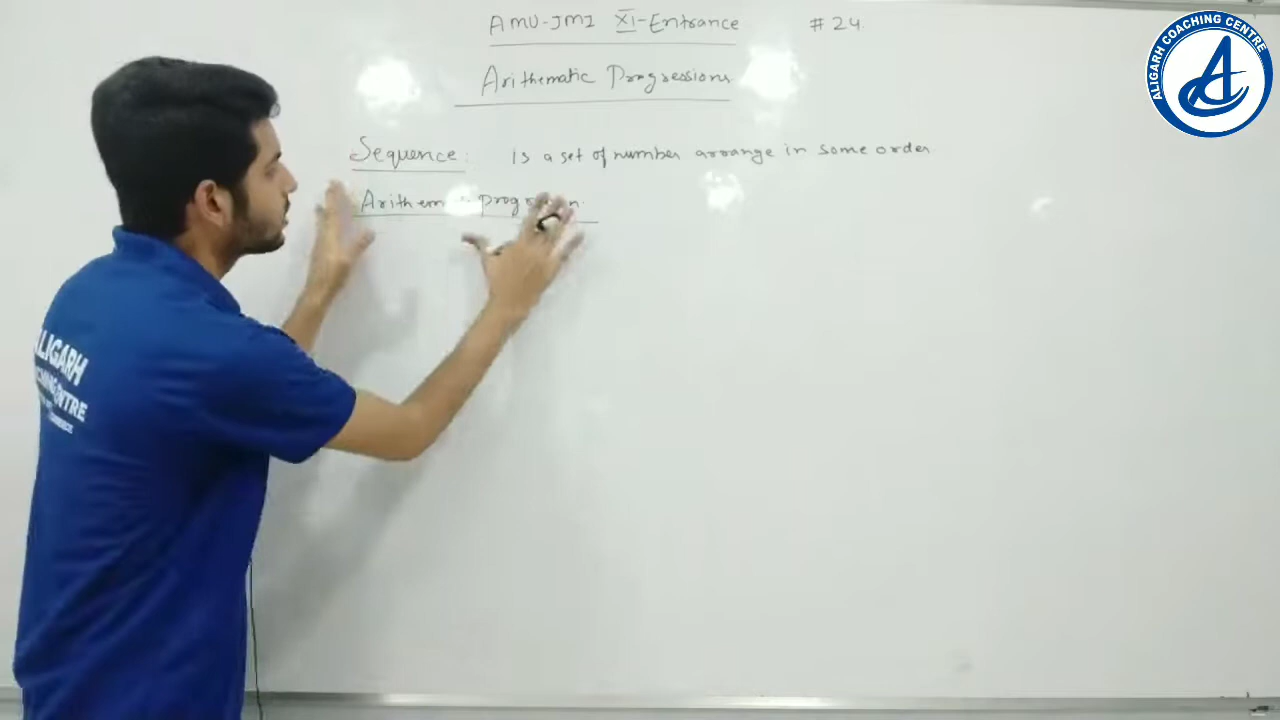 AMU-JMI XI-Entrance # 24.
Arithematic Progressions
Sequence: is a set of number arrange in some order
ALIGARH COACHING CENTRE
ALIGARH